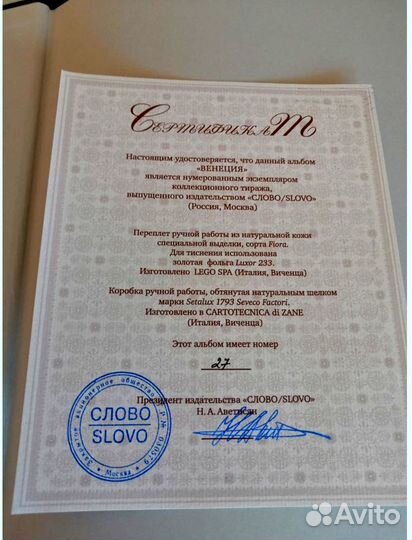 СЕРТИФИКАТ
Настоящим удостоверяется, что данный альбом
«ВЕНЕЦИЯ»
является нумерованным экземпляром
коллекционного тиража,
выпущенного издательством «СЛОВО/SLOVO»
(Россия, Москва)
Переплет ручной работы из натуральной кожи
специальной выделки, сорта Fiora.
Для тиснения использована
золотая фольга Luxor 233.
Изготовлено LEGO SPA (Италия, Виченца)
Коробка ручной работы, обтянутая натуральным шелком
марки Setalux 1793 Seveco Factori.
Изготовлено в CARTOTECNICA di ZANE
(Италия, Виченца)
Этот альбом имеет номер
27
Президент издательства «СЛОВО/SLOVO»
Н. А. Аветисян
Закрытое акционерное общество
СЛОВО
SLOVO
Москва
Avito